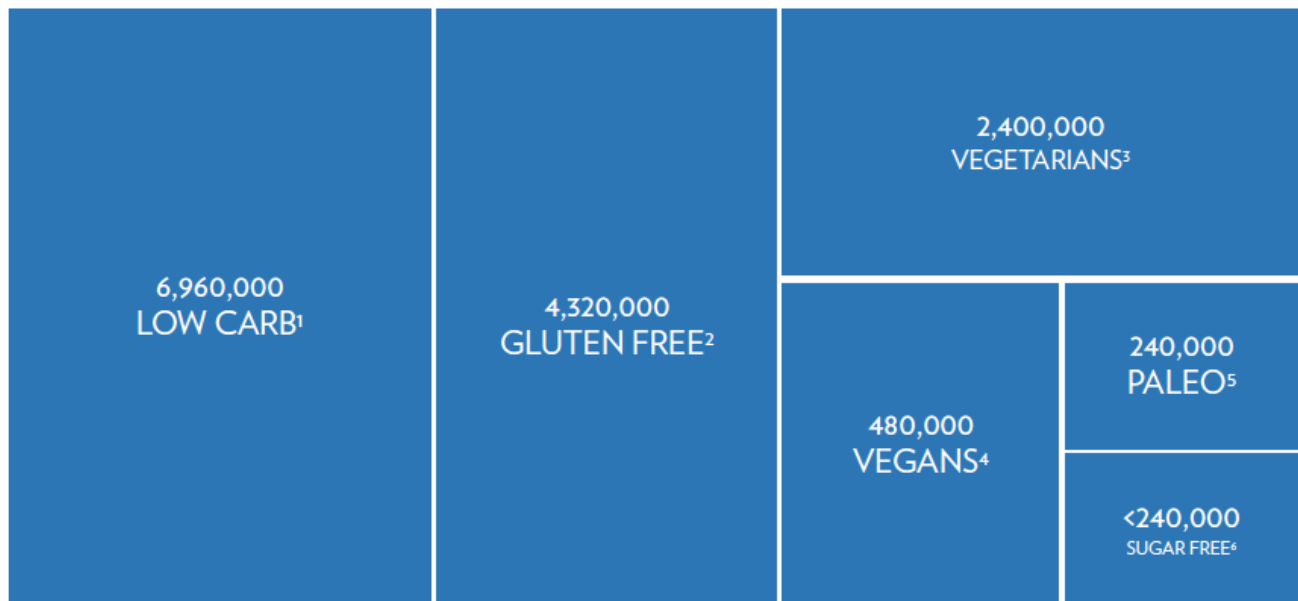 6,960,000
LOW CARB¹
4,320,000
GLUTEN FREE²
2,400,000
VEGETARIANS³
480,000
VEGANS⁴
240,000
PALEO⁵
<240,000
SUGAR FREE⁶